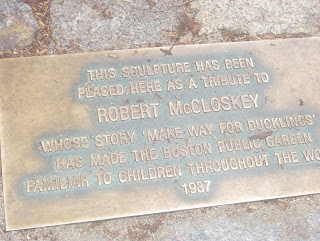 THIS SCULPTURE HAS BEEN
PLACED HERE AS A TRIBUTE TO
ROBERT McCLOSKEY
WHOSE STORY 'MAKE WAY FOR DUCKLINGS'
HAS MADE THE BOSTON PUBLIC GARDEN
FAMILIAR TO CHILDREN THROUGHOUT THE WO
1987